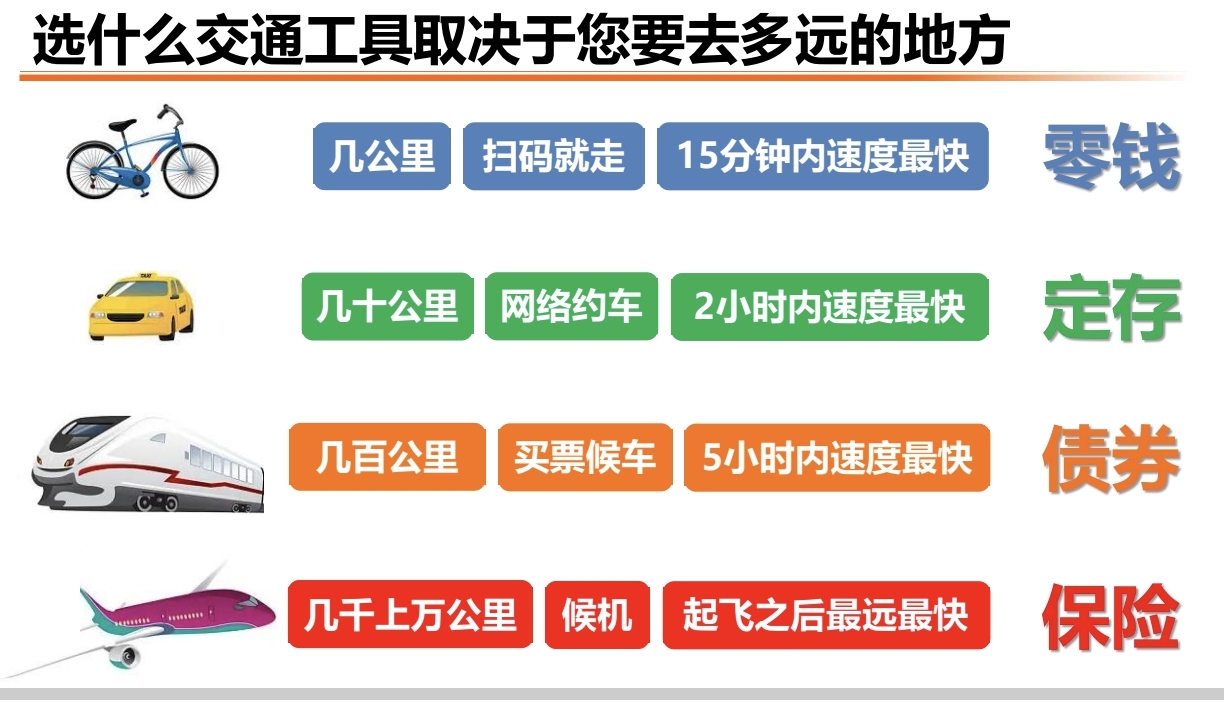 选什么交通工具取决于您要去多远的地方
几公里 扫码就走 15分钟内速度最快 零钱
TAXI
几十公里 网络约车 2小时内速度最快 定存
几百公里 买票候车 5小时内速度最快 债券
几千上万公里 候机 起飞之后最远最快 保险